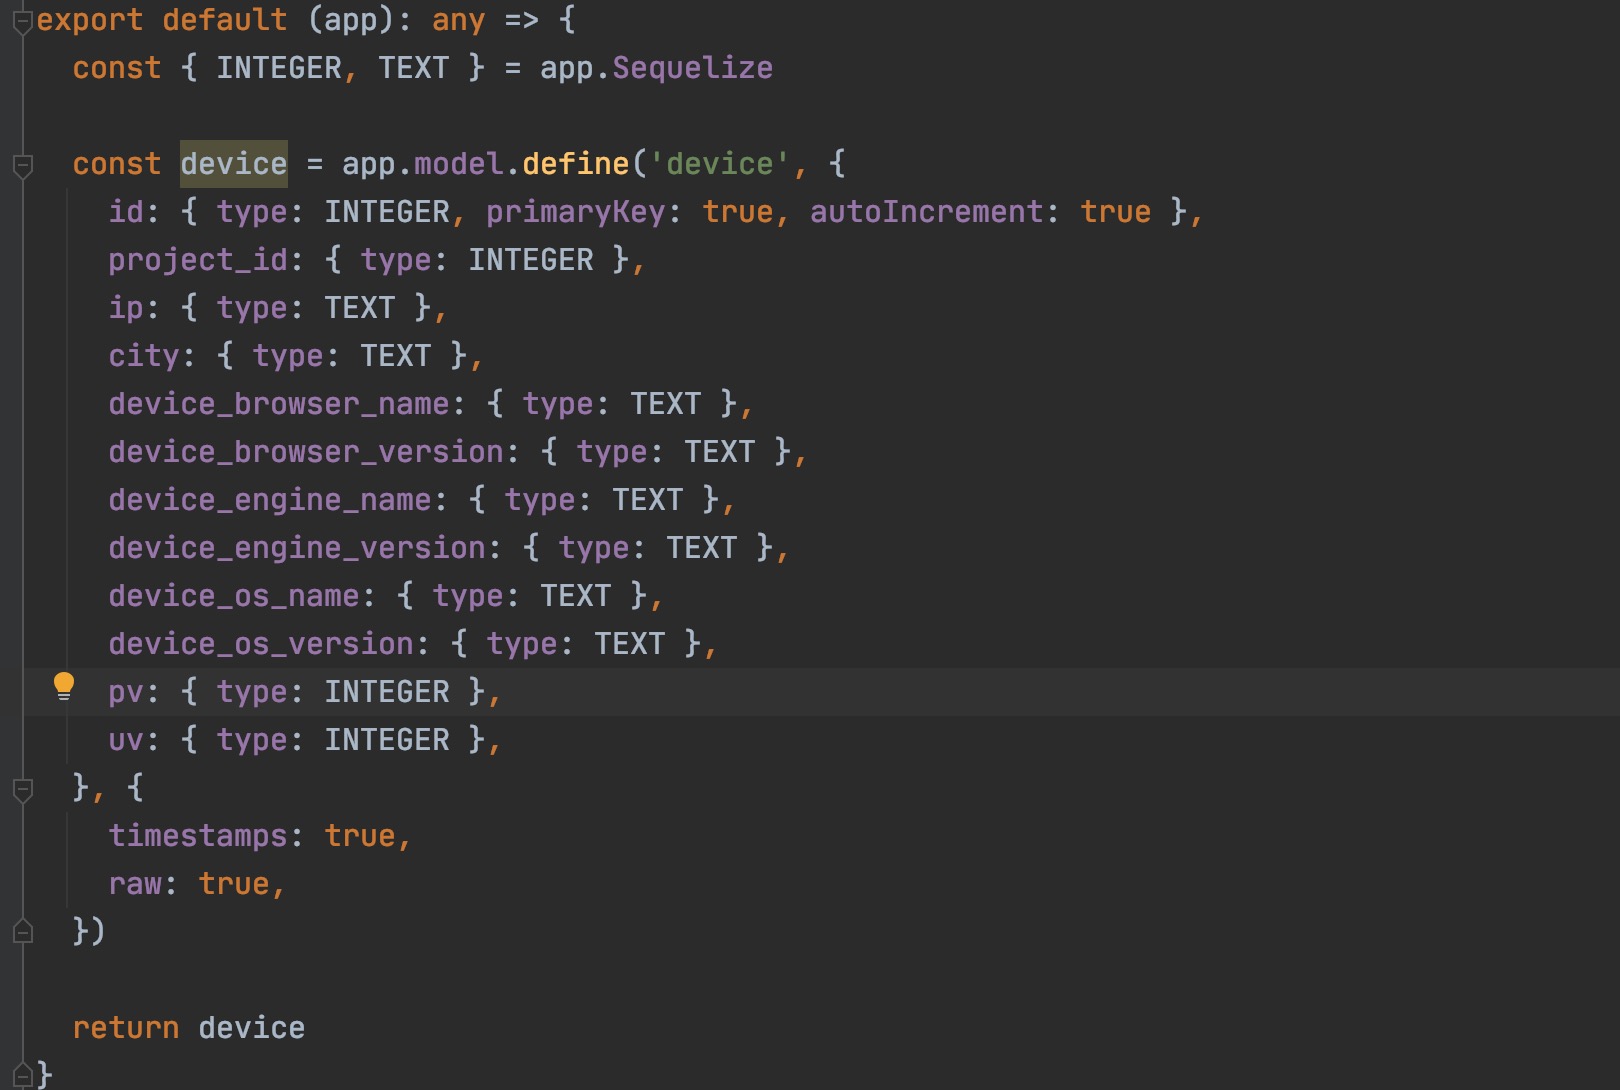 export default (app): any => {
const { INTEGER, TEXT } = app.Sequelize
const device = app.model.define('device', {
id: { type: INTEGER, primaryKey: true, autoIncrement: true },
project_id: { type: INTEGER },
ip: { type: TEXT },
city: { type: TEXT },
device_browser_name: { type: TEXT },
device_browser_version: { type: TEXT },
device_engine_name: { type: TEXT },
device_engine_version: { type: TEXT },
device_os_name: { type: TEXT },
device_os_version: { type: TEXT },
pv: { type: INTEGER },
uv: { type: INTEGER },
}, {
timestamps: true,
raw: true,
})
return device
}